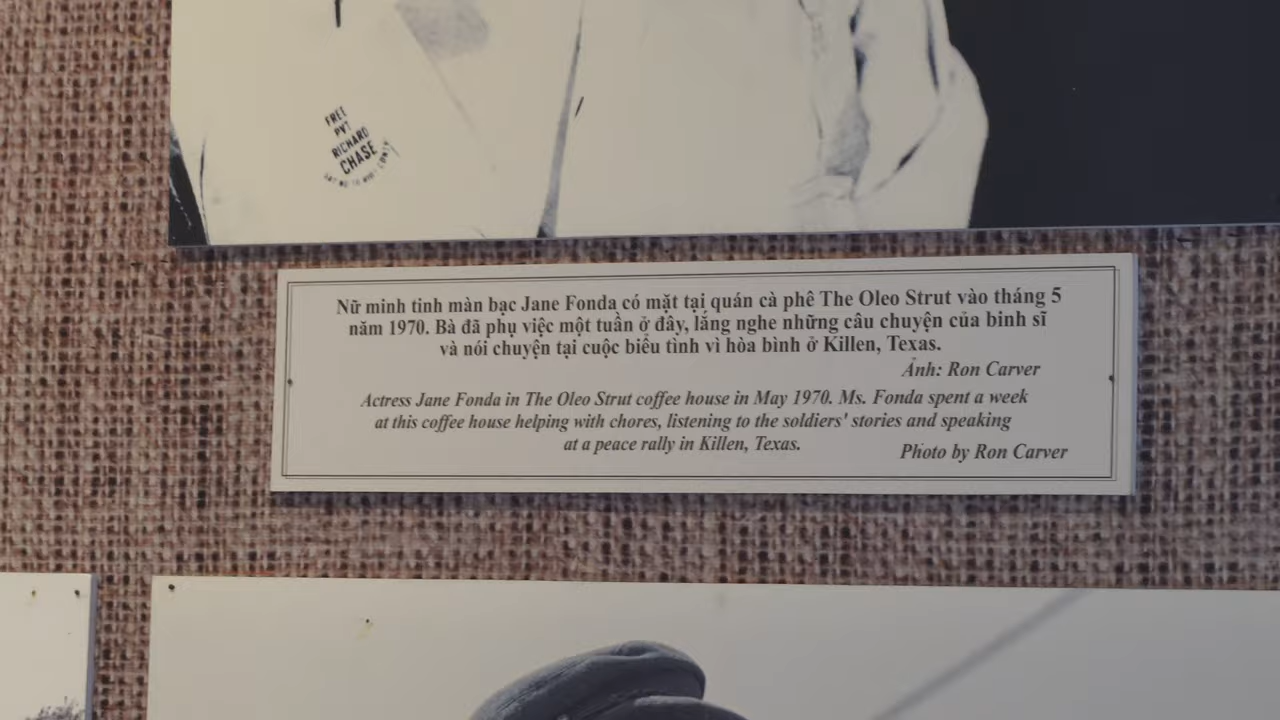 FREE
PVT
RICHARD
CHASE
Nữ minh tinh màn bạc Jane Fonda có mặt tại quán cà phê The Oleo Strut vào tháng 5
năm 1970. Bà đã phụ việc một tuần ở đây, lắng nghe những câu chuyện của binh sĩ
và nói chuyện tại cuộc biểu tình vì hòa bình ở Killen, Texas.
Ảnh: Ron Carver
Actress Jane Fonda in The Oleo Strut coffee house in May 1970. Ms. Fonda spent a week
at this coffee house helping with chores, listening to the soldiers' stories and speaking
at a peace rally in Killen, Texas.
Photo by Ron Carver